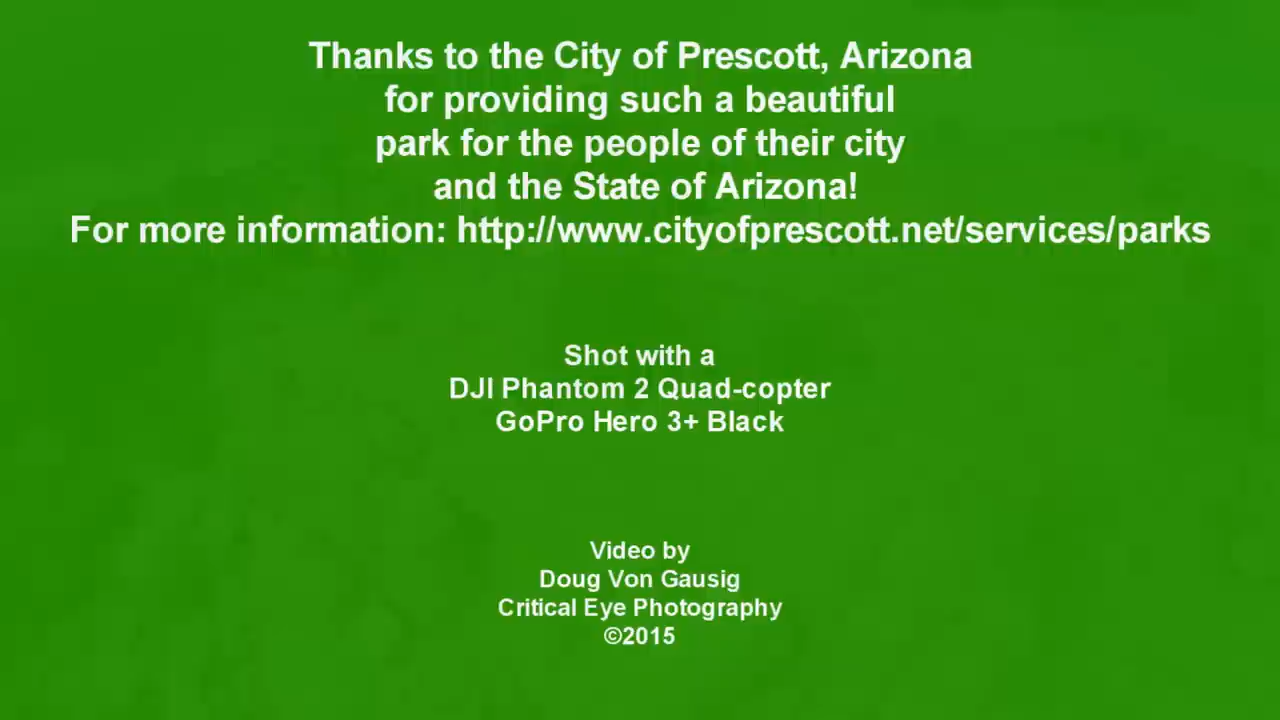 Thanks to the City of Prescott, Arizona
for providing such a beautiful
park for the people of their city
and the State of Arizona!
For more information: http://www.cityofprescott.net/services/parks
Shot with a
DJI Phantom 2 Quad-copter
GoPro Hero 3+ Black
Video by
Doug Von Gausig
Critical Eye Photography
©2015